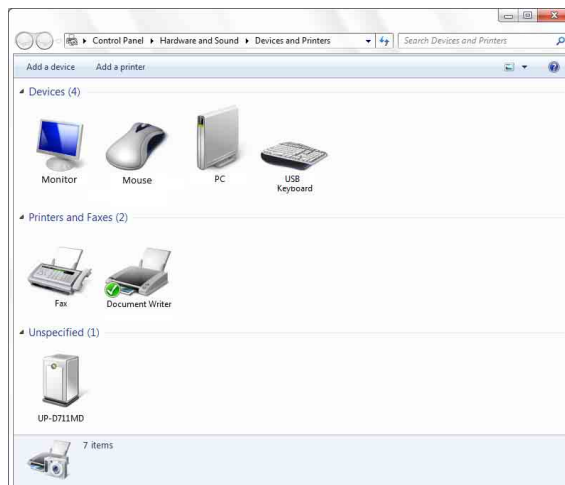 Control Panel ▸ Hardware and Sound ▸ Devices and Printers
Search Devices and Printers
Add a device Add a printer
Devices (4)
Monitor
Mouse
PC
USB
Keyboard
Printers and Faxes (2)
Fax
Document Writer
Unspecified (1)
UP-D711MD
7 items